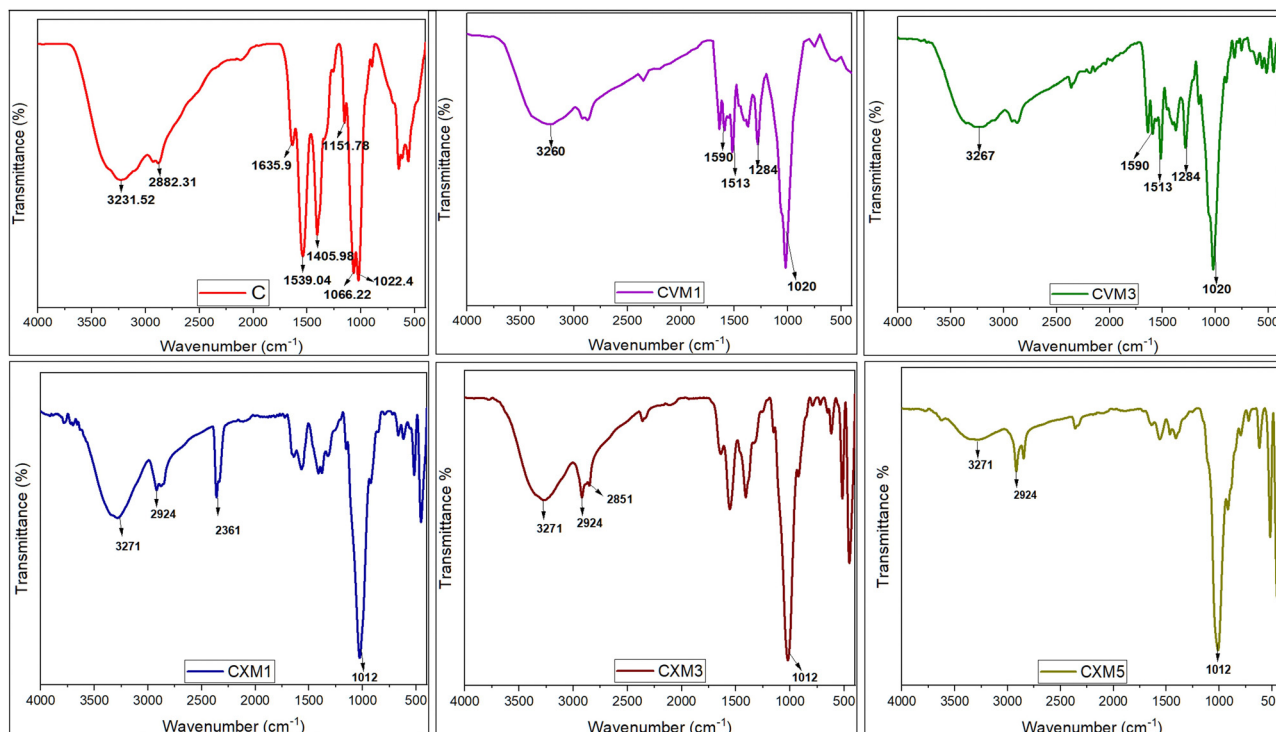 Transmittance (%)
3231.52
2882.31
1635.9
1539.04
1405.98
1151.78
1066.22
1022.4
C
4000 3500 3000 2500 2000 1500 1000 500
Wavenumber (cm⁻¹)
Transmittance (%)
3260
1590
1513
1284
1020
CVM1
4000 3500 3000 2500 2000 1500 1000 500
Wavenumber (cm⁻¹)
Transmittance (%)
3267
1590
1513
1284
1020
CVM3
4000 3500 3000 2500 2000 1500 1000 500
Wavenumber (cm⁻¹)
Transmittance (%)
3271
2924
2361
1012
CXM1
4000 3500 3000 2500 2000 1500 1000 500
Wavenumber (cm⁻¹)
Transmittance %
3271
2924
2851
1012
CXM3
4000 3500 3000 2500 2000 1500 1000 500
Wavenumber (cm⁻¹)
Transmittance (%)
3271
2924
1012
CXM5
4000 3500 3000 2500 2000 1500 1000 500
Wavenumber (cm⁻¹)